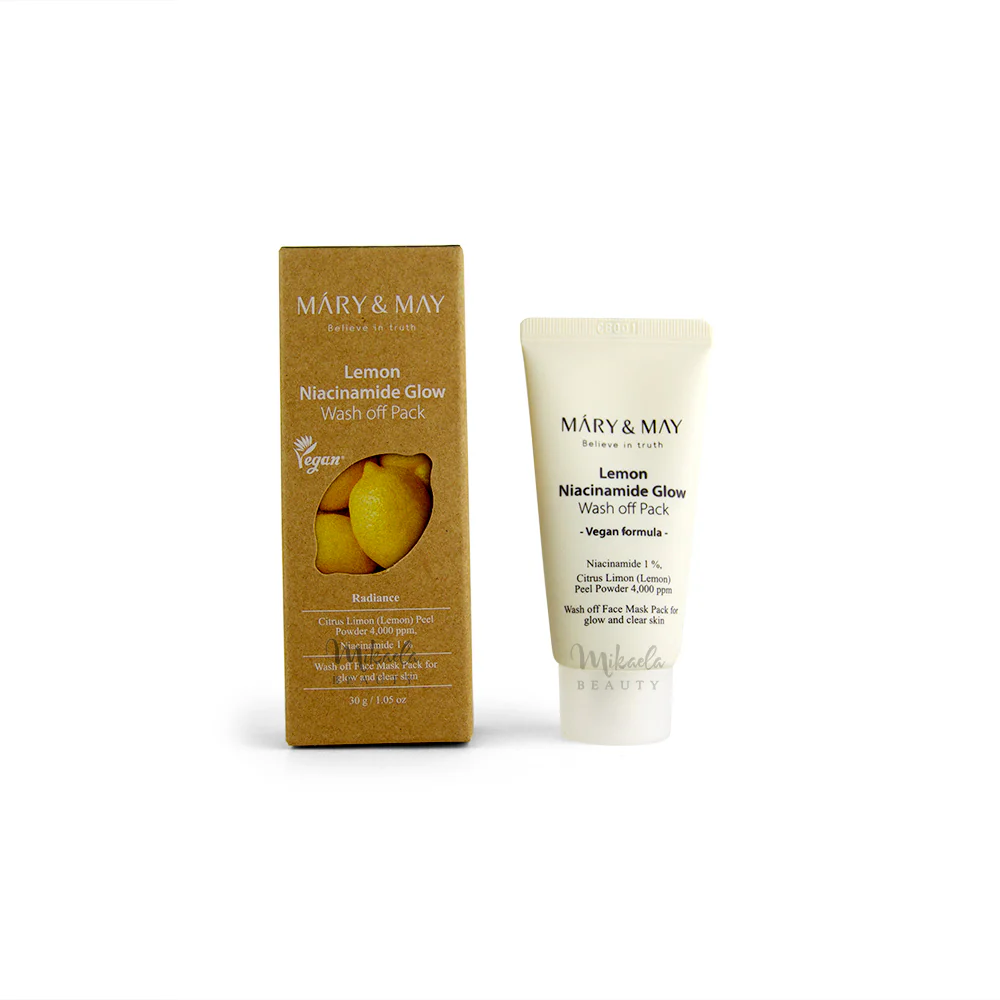 MÁRY & MAY
Believe in truth
Lemon
Niacinamide Glow
Wash off Pack
Vegan
Radiance
Citrus Limon (Lemon) Peel
Powder 4,000 ppm,
Niacinamide 1 %
Wash off Face Mask Pack for
glow and clear skin
30 g / 1.05 oz
Mikaela
BEAUTY
MÁRY & MAY
Believe in truth
Lemon
Niacinamide Glow
Wash off Pack
- Vegan formula -
Niacinamide 1 %,
Citrus Limon (Lemon)
Peel Powder 4,000 ppm
Wash off Face Mask Pack for
glow and clear skin
Mikaela
BEAUTY